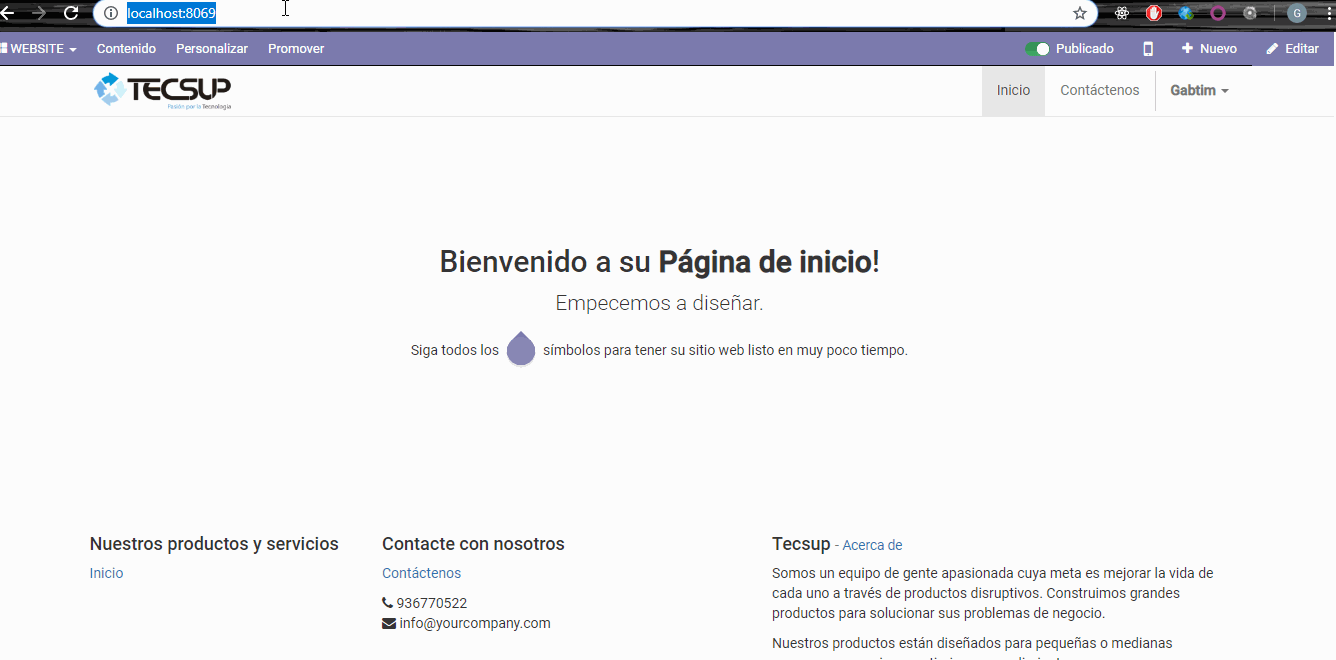 localhost:8069
G
WEBSITE Contenido Personalizar Promover Publicado Nuevo Editar
TECSUP
Pasión por la Tecnología
Inicio Contáctenos Gabtim
Bienvenido a su Página de inicio!
Empecemos a diseñar.
Siga todos los símbolos para tener su sitio web listo en muy poco tiempo.
Nuestros productos y servicios
Inicio
Contacte con nosotros
Contáctenos
936770522
info@yourcompany.com
Tecsup - Acerca de
Somos un equipo de gente apasionada cuya meta es mejorar la vida de
cada uno a través de productos disruptivos. Construimos grandes
productos para solucionar sus problemas de negocio.
Nuestros productos están diseñados para pequeñas o medianas